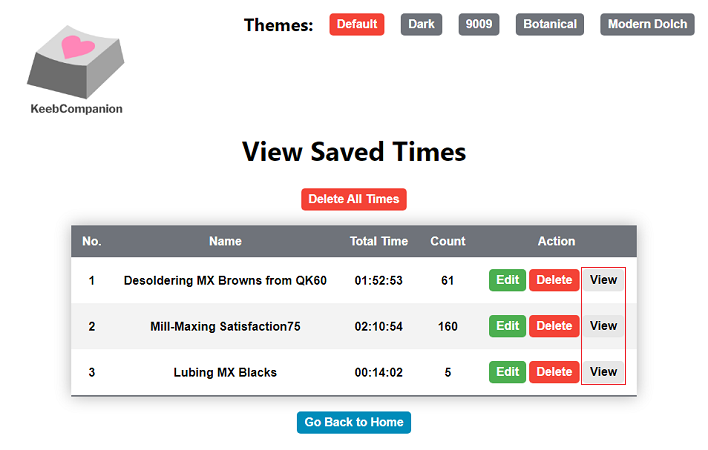 Themes: Default Dark 9009 Botanical Modern Dolch
KeebCompanion
View Saved Times
Delete All Times
No. Name Total Time Count Action
1 Desoldering MX Browns from QK60 01:52:53 61 Edit Delete View
2 Mill-Maxing Satisfaction75 02:10:54 160 Edit Delete View
3 Lubing MX Blacks 00:14:02 5 Edit Delete View
Go Back to Home